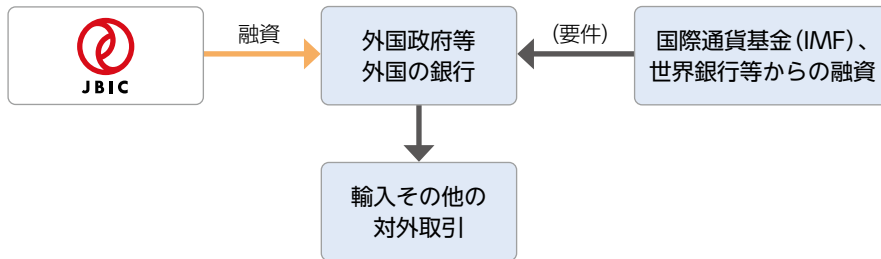 JBIC
融資
外国政府等
外国の銀行
(要件)
国際通貨基金(IMF)、
世界銀行等からの融資
輸入その他の
対外取引